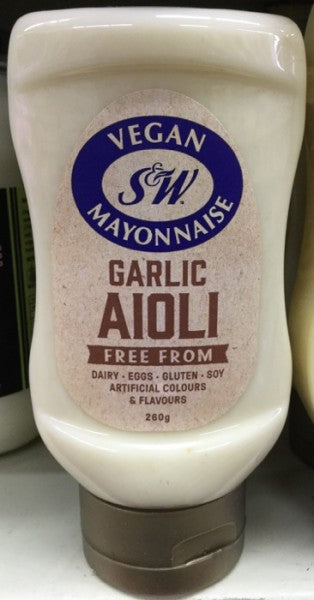 VEGAN
S&W.
MAYONNAISE
GARLIC
AIOLI
FREE FROM
DAIRY • EGGS • GLUTEN • SOY
ARTIFICIAL COLOURS
& FLAVOURS
260g